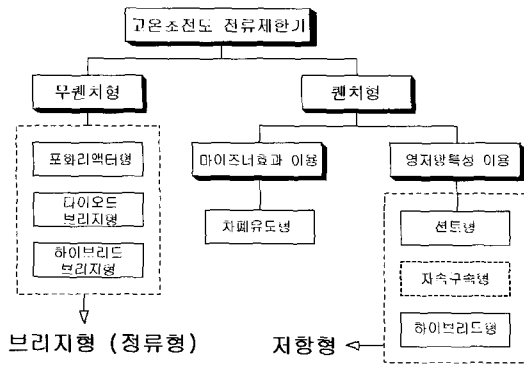 고온초전도 전류제한기
무퀜치형
퀜치형
포화리액터형
다이오드
브리지형
하이브리드
브리지형
마이즈너효과 이용
영저항특성 이용
차폐유도형
션트형
자속구속형
하이브리드형
브리지형 (정류형)
저항형